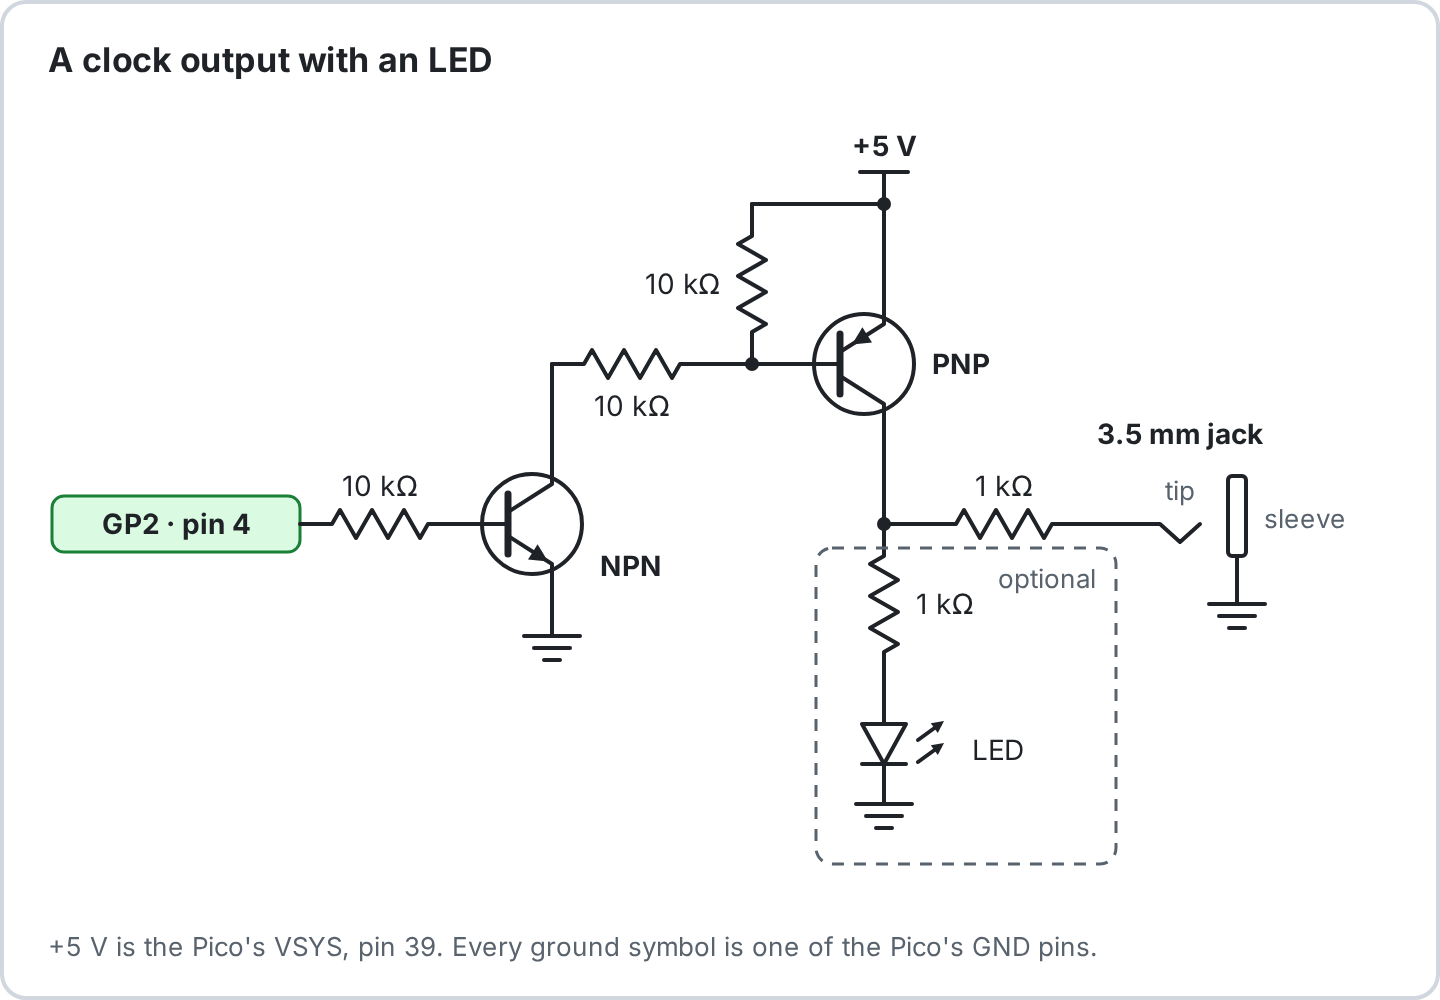 A clock output with an LED
+5 V
10 kΩ
PNP
10 kΩ
3.5 mm jack
10 kΩ
1 kΩ
tip
sleeve
GP2 · pin 4
NPN
optional
1 kΩ
LED
+5 V is the Pico's VSYS, pin 39. Every ground symbol is one of the Pico's GND pins.